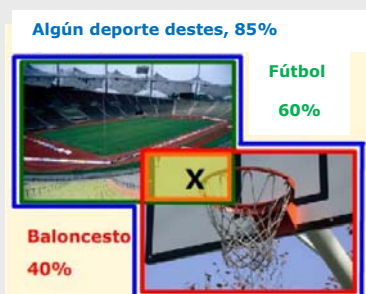 Algún deporte destes, 85%
Fútbol
60%
X
Baloncesto
40%